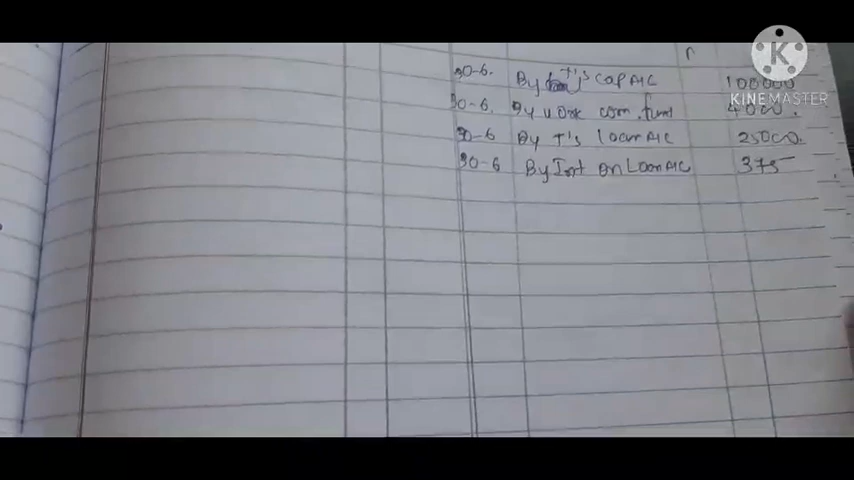 KINEMASTER
30-6. By T's Cap A/C 100000
30-6. By work com. fund 4000.
30-6 By T's loan A/C 25000.
30-6 By Int on Loan A/C 375